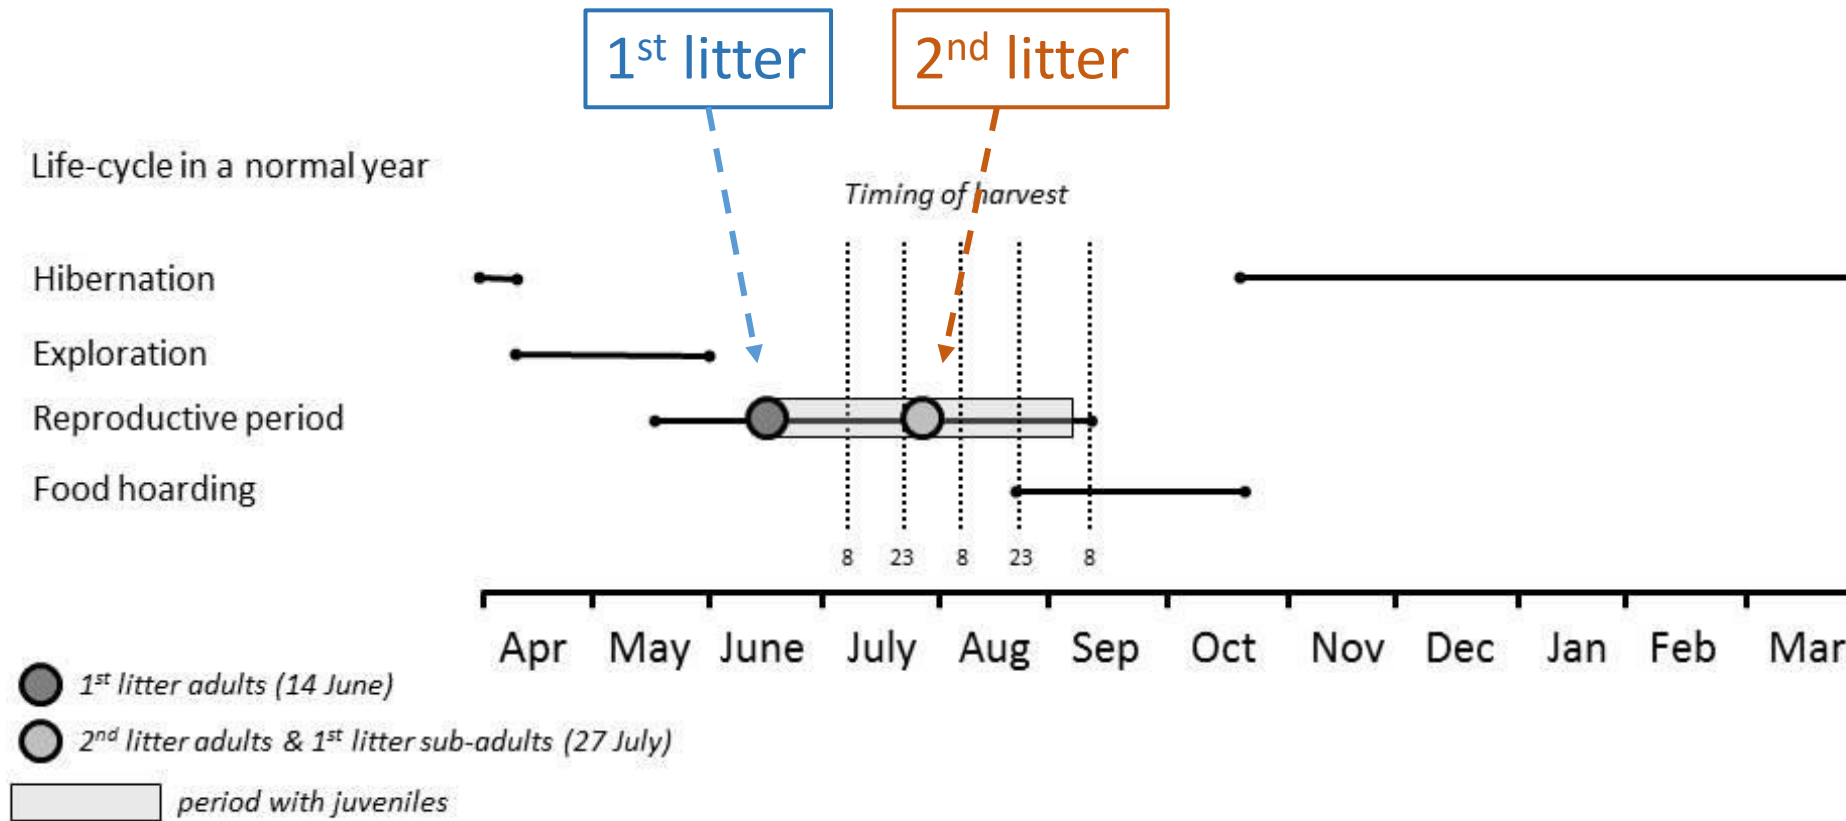 1st litter
2nd litter
Life-cycle in a normal year
Timing of harvest
Hibernation
Exploration
Reproductive period
Food hoarding
8 23 8 23 8
Apr May June July Aug Sep Oct Nov Dec Jan Feb Mar
1st litter adults (14 June)
2nd litter adults & 1st litter sub-adults (27 July)
period with juveniles